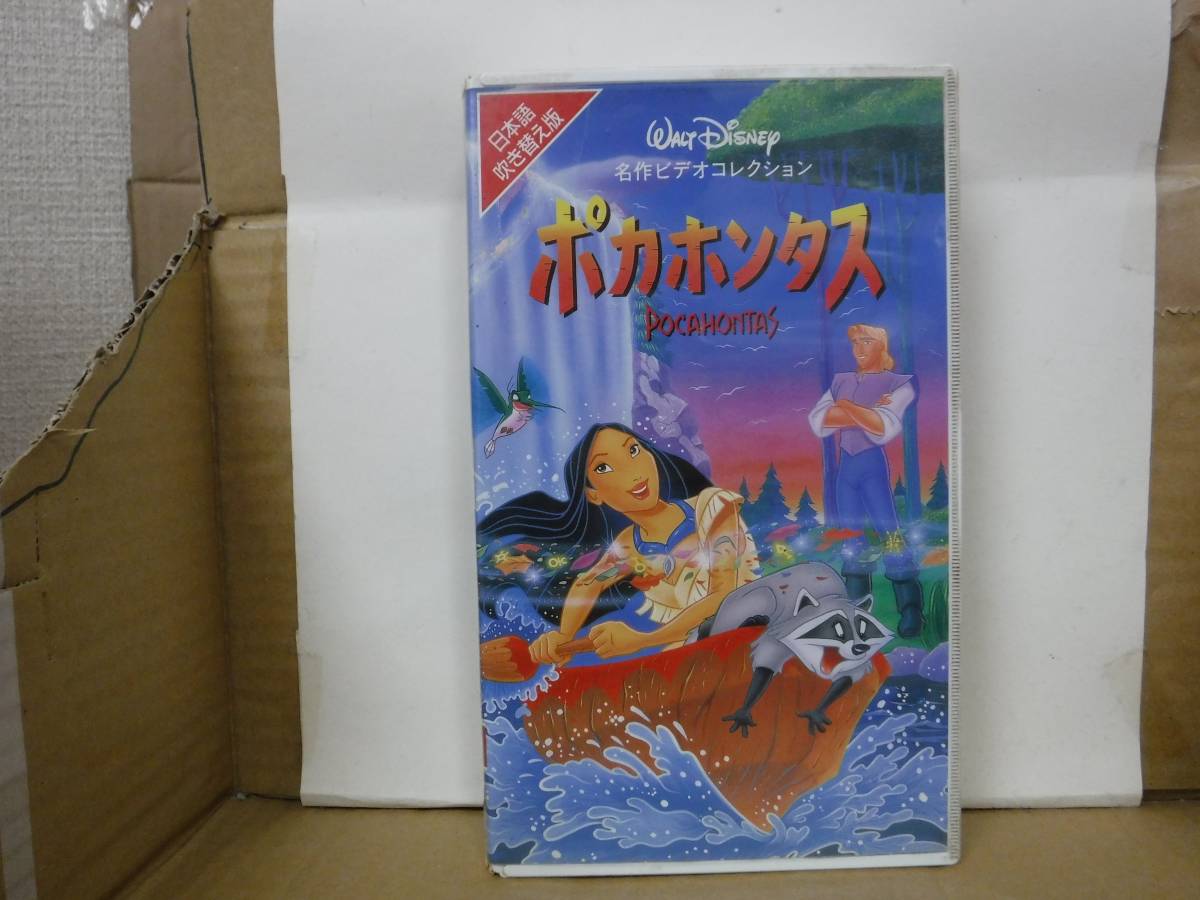 日本語
吹き替え版
WALT DISNEY
名作ビデオコレクション
ポカホンタス
POCAHONTAS